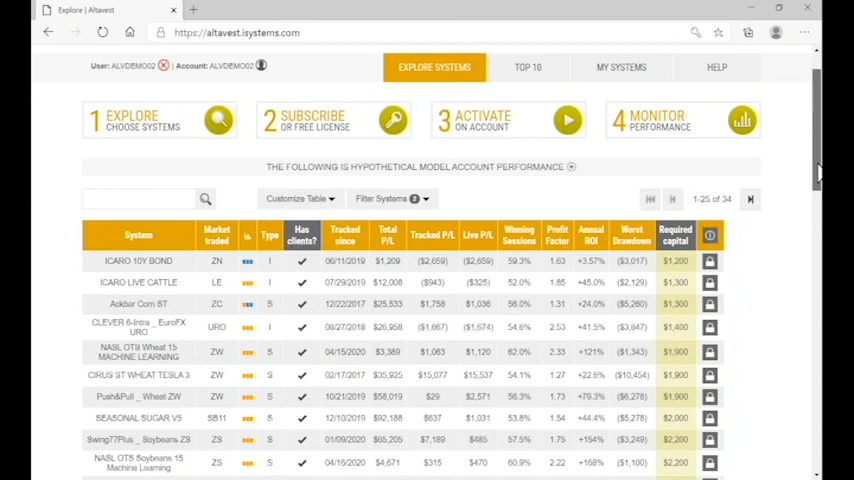 Explore | Altavest
https://altavest.isystems.com
User: ALVDEMO02 | Account: ALVDEMO02
EXPLORE SYSTEMS TOP 10 MY SYSTEMS HELP
1 EXPLORE CHOOSE SYSTEMS
2 SUBSCRIBE OR FREE LICENSE
3 ACTIVATE ON ACCOUNT
4 MONITOR PERFORMANCE
THE FOLLOWING IS HYPOTHETICAL MODEL ACCOUNT PERFORMANCE
Customize Table Filter Systems 2 1-25 of 34
System Market traded Type Has clients? Tracked since Total P/L Tracked P/L Live P/L Winning Sessions Profit Factor Annual ROI Worst Drawdown Required capital
ICARO 10Y BOND ZN I 06/11/2019 $1,209 ($2,659) ($2,659) 59.3% 1.63 +3.57% ($3,017) $1,200
ICARO LIVE CATTLE LE I 07/29/2019 $12,008 ($943) ($325) 52.0% 1.85 +45.0% ($2,129) $1,300
Ackbar Corn ST ZC S 12/22/2017 $25,533 $1,758 $1,036 56.0% 1.31 +24.0% ($5,260) $1,300
CLEVER 6-Intra _ EuroFX URO URO I 08/27/2018 $26,958 ($1,667) ($1,674) 54.6% 2.53 +41.5% ($3,847) $1,400
NASL OTS Wheat 15 MACHINE LEARNING ZW S 04/15/2020 $3,389 $1,063 $1,120 62.0% 2.33 +121% ($1,343) $1,900
CIRUS ST WHEAT TESLA 3 ZW S 02/17/2017 $35,925 $15,077 $15,537 54.1% 1.27 +22.6% ($10,454) $1,900
Push&Pull _ Wheat ZW ZW S 10/21/2019 $58,019 $29 $2,571 56.3% 1.73 +79.3% ($6,278) $1,900
SEASONAL SUGAR V5 SB11 S 12/10/2019 $92,188 $637 $1,031 53.8% 1.54 +44.4% ($5,278) $2,000
Swing77Plus _ Soybeans ZS ZS S 01/09/2020 $65,205 $7,189 $485 57.5% 1.75 +154% ($3,249) $2,200
NASL OTS Soybeans 15 Machine Learning ZS S 04/16/2020 $4,671 $315 $470 60.9% 2.22 +168% ($1,100) $2,200